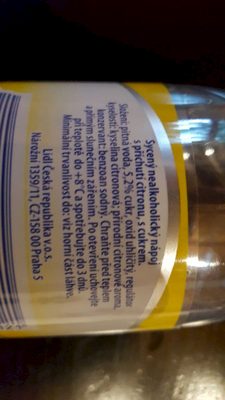 Sycený nealkoholický nápoj
s příchutí citronu, s cukrem.
Složení: pitná voda, 5,2% cukr, oxid uhličitý, regulátor
kyselosti: kyselina citronová; přírodní citronové aroma,
konzervant: benzoan sodný. Chraňte před teplem
a přímým slunečním zářením. Po otevření uchovejte
při teplotě do +8°C a spotřebujte do 3 dnů.
Minimální trvanlivost do: viz horní část láhve.
Lidl Česká republika v.o.s.
Nárožní 1359/11, CZ-158 00 Praha 5